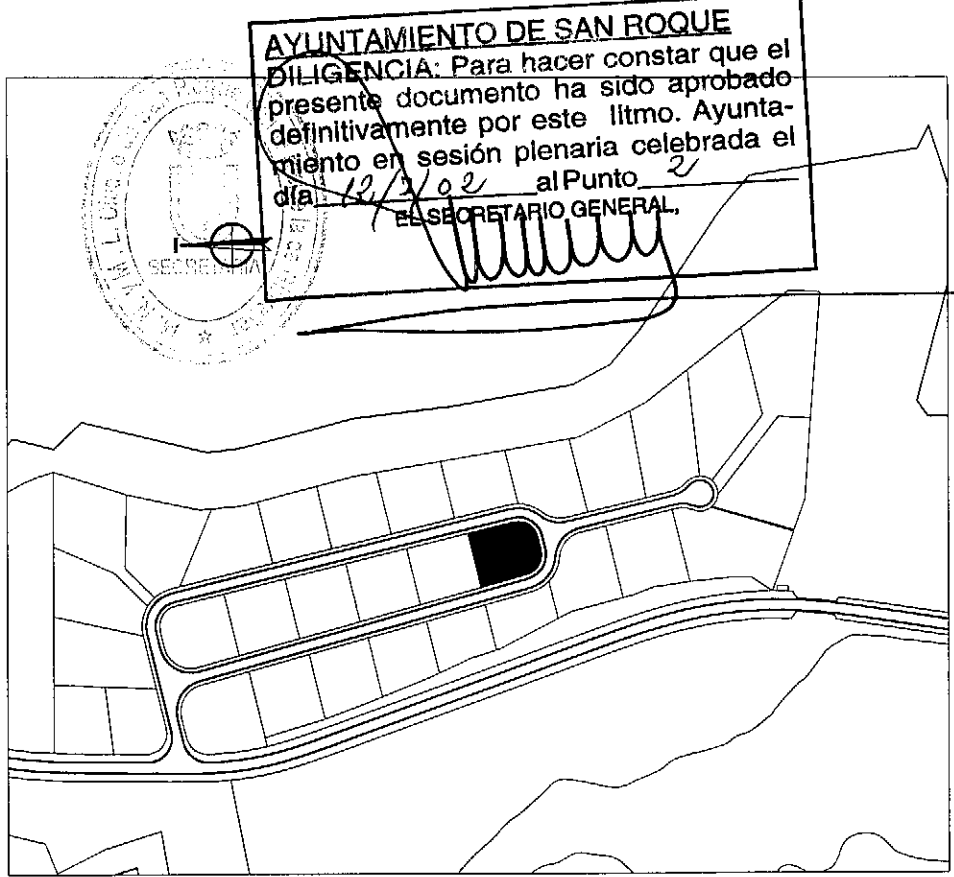 AYUNTAMIENTO DE SAN ROQUE
DILIGENCIA: Para hacer constar que el
presente documento ha sido aprobado
definitivamente por este Iltmo. Ayunta-
miento en sesión plenaria celebrada el
día 12/ /02 al Punto 2
EL SECRETARIO GENERAL,
SECRETARIA